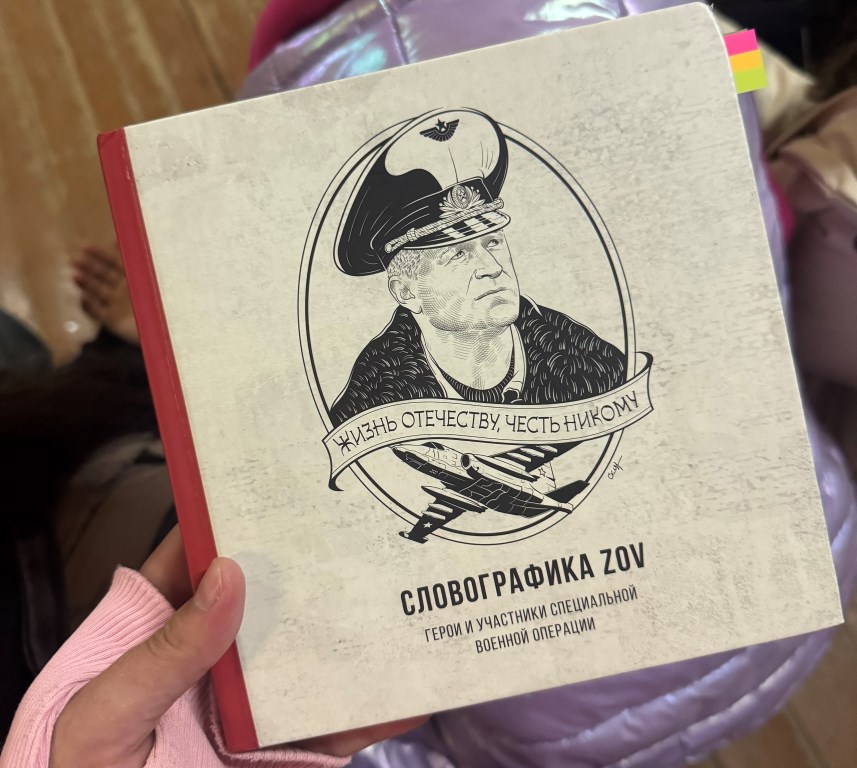 ЖИЗНЬ ОТЕЧЕСТВУ, ЧЕСТЬ НИКОМУ
СЛОВОГРАФИКА ZOV
ГЕРОИ И УЧАСТНИКИ СПЕЦИАЛЬНОЙ
ВОЕННОЙ ОПЕРАЦИИ